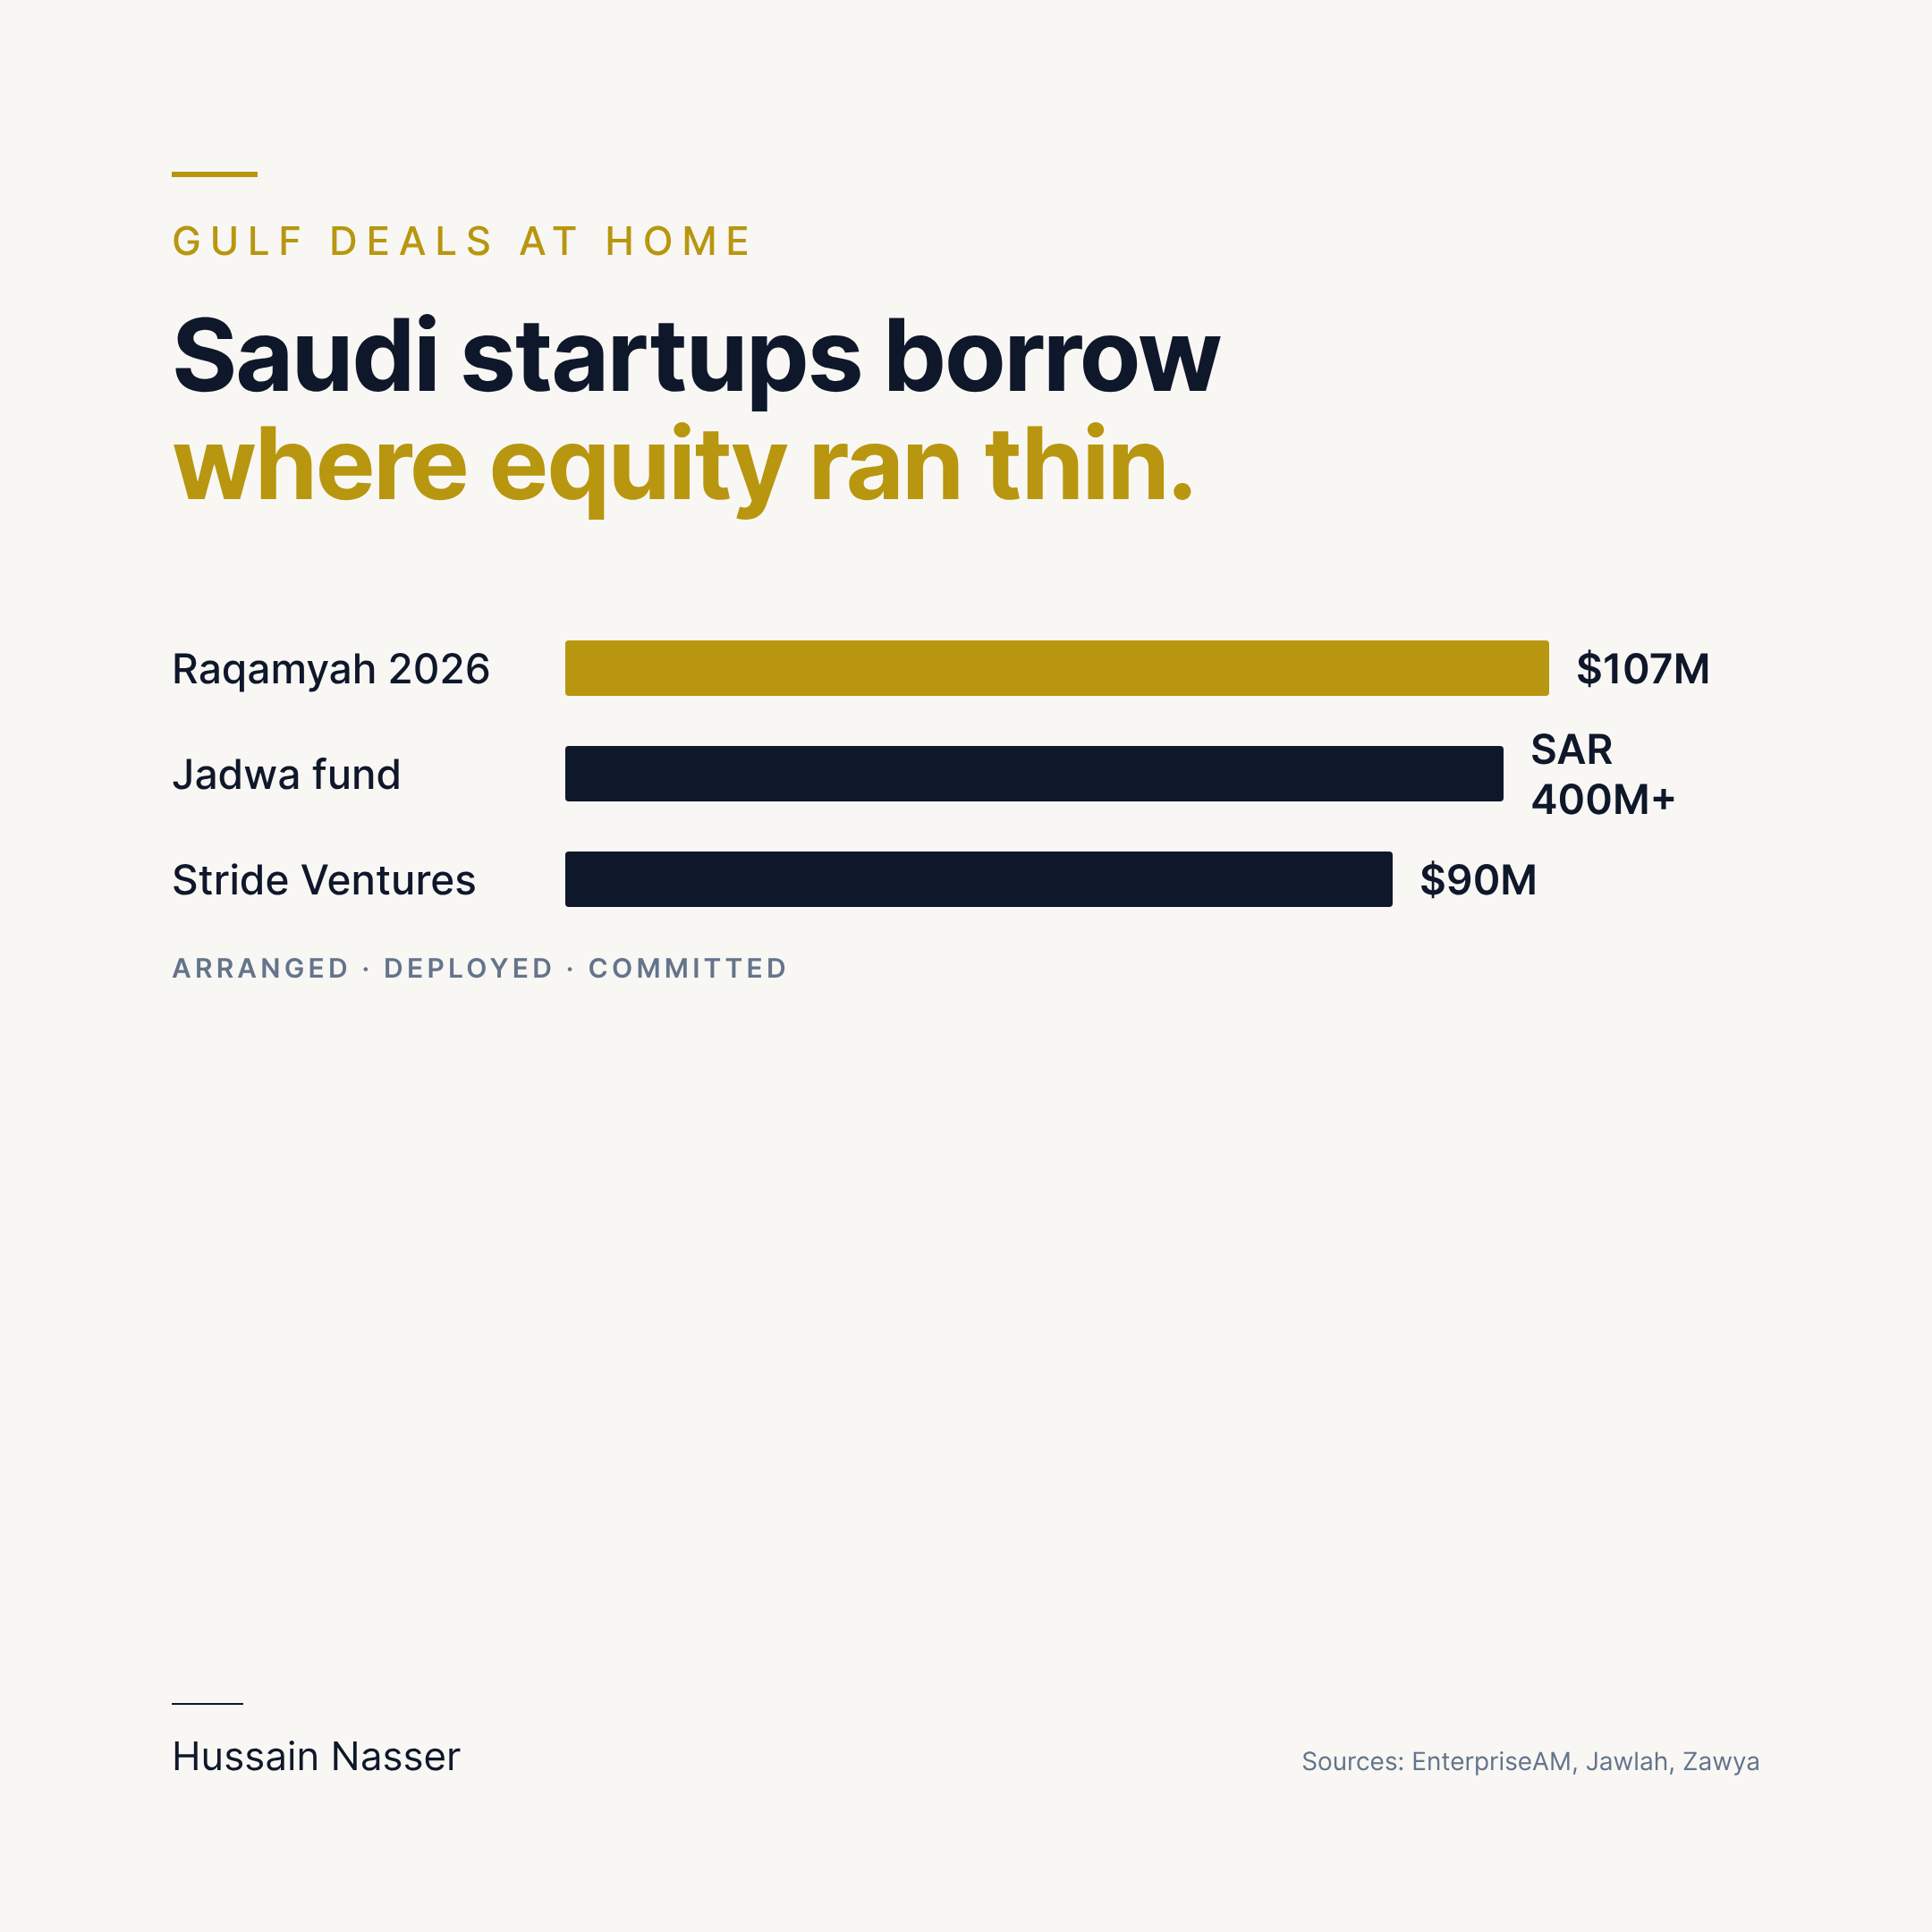 GULF DEALS AT HOME
Saudi startups borrow
where equity ran thin.
Raqamyah 2026 $107M
Jadwa fund SAR
400M+
Stride Ventures $90M
ARRANGED · DEPLOYED · COMMITTED
Hussain Nasser
Sources: EnterpriseAM, Jawlah, Zawya